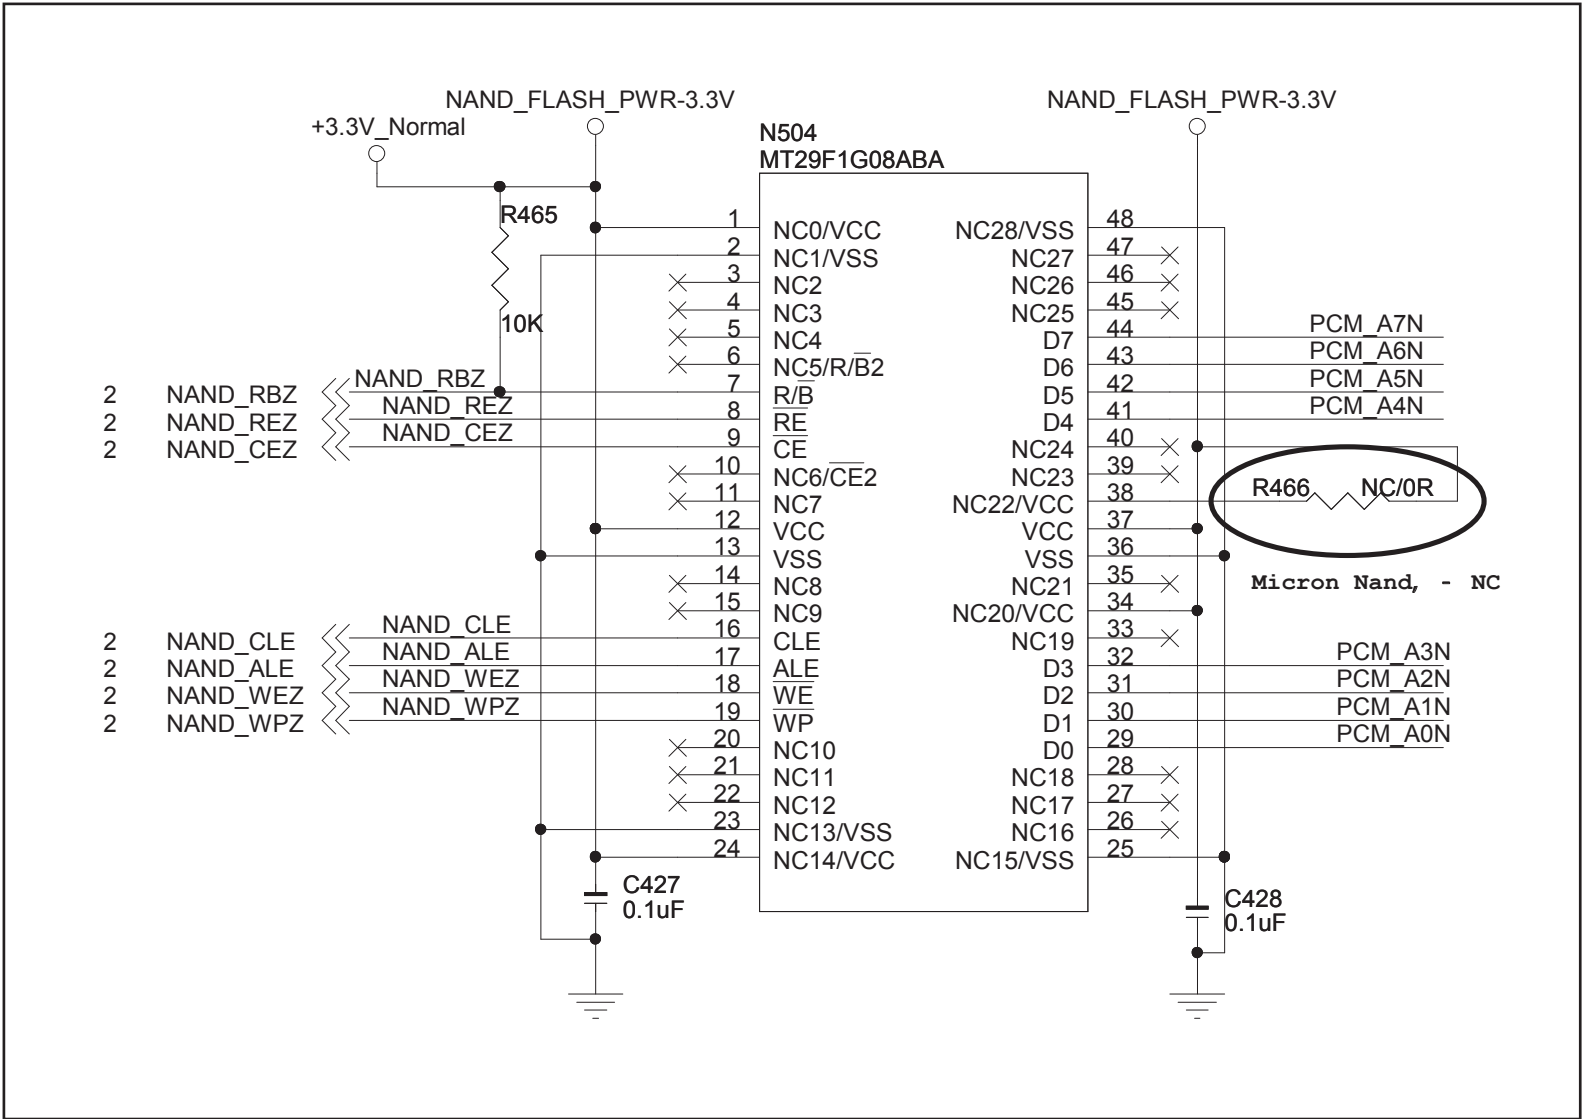 NAND_FLASH_PWR-3.3V NAND_FLASH_PWR-3.3V
+3.3V_Normal
N504
MT29F1G08ABA
R465
10K
1 NC0/VCC NC28/VSS 48
2 NC1/VSS NC27 47
3 NC2 NC26 46
4 NC3 NC25 45
5 NC4 D7 44 PCM_A7N
6 NC5/R/B2 D6 43 PCM_A6N
2 NAND_RBZ NAND_RBZ 7 R/B D5 42 PCM_A5N
2 NAND_REZ NAND_REZ 8 RE D4 41 PCM_A4N
2 NAND_CEZ NAND_CEZ 9 CE NC24 40
10 NC6/CE2 NC23 39
11 NC7 NC22/VCC 38 R466 NC/0R
12 VCC VCC 37
13 VSS VSS 36
14 NC8 NC21 35 Micron Nand, - NC
15 NC9 NC20/VCC 34
2 NAND_CLE NAND_CLE 16 CLE NC19 33
2 NAND_ALE NAND_ALE 17 ALE D3 32 PCM_A3N
2 NAND_WEZ NAND_WEZ 18 WE D2 31 PCM_A2N
2 NAND_WPZ NAND_WPZ 19 WP D1 30 PCM_A1N
20 NC10 D0 29 PCM_A0N
21 NC11 NC18 28
22 NC12 NC17 27
23 NC13/VSS NC16 26
24 NC14/VCC NC15/VSS 25
C427
0.1uF
C428
0.1uF